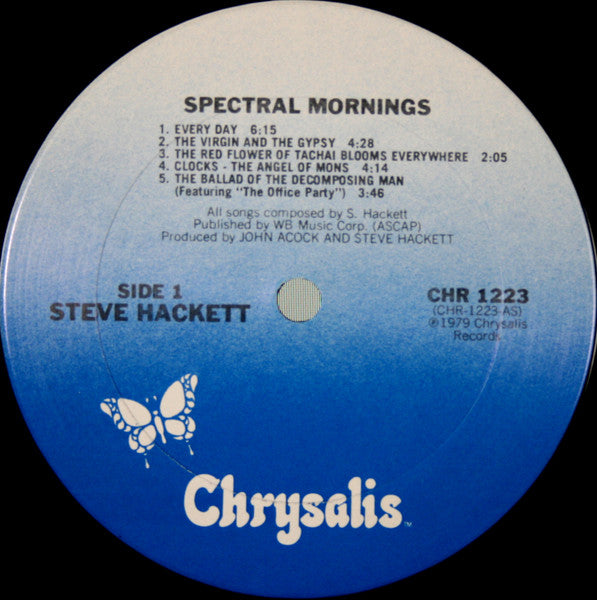 SPECTRAL MORNINGS
1. EVERY DAY 6:15
2. THE VIRGIN AND THE GYPSY 4:28
3. THE RED FLOWER OF TACHAI BLOOMS EVERYWHERE 2:05
4. CLOCKS - THE ANGEL OF MONS 4:14
5. THE BALLAD OF THE DECOMPOSING MAN
(Featuring "The Office Party") 3:46
All songs composed by S. Hackett
Published by WB Music Corp. (ASCAP)
Produced by JOHN ACOCK AND STEVE HACKETT
SIDE 1
STEVE HACKETT
CHR 1223
(CHR-1223-AS)
℗1979 Chrysalis
Records
Chrysalis™